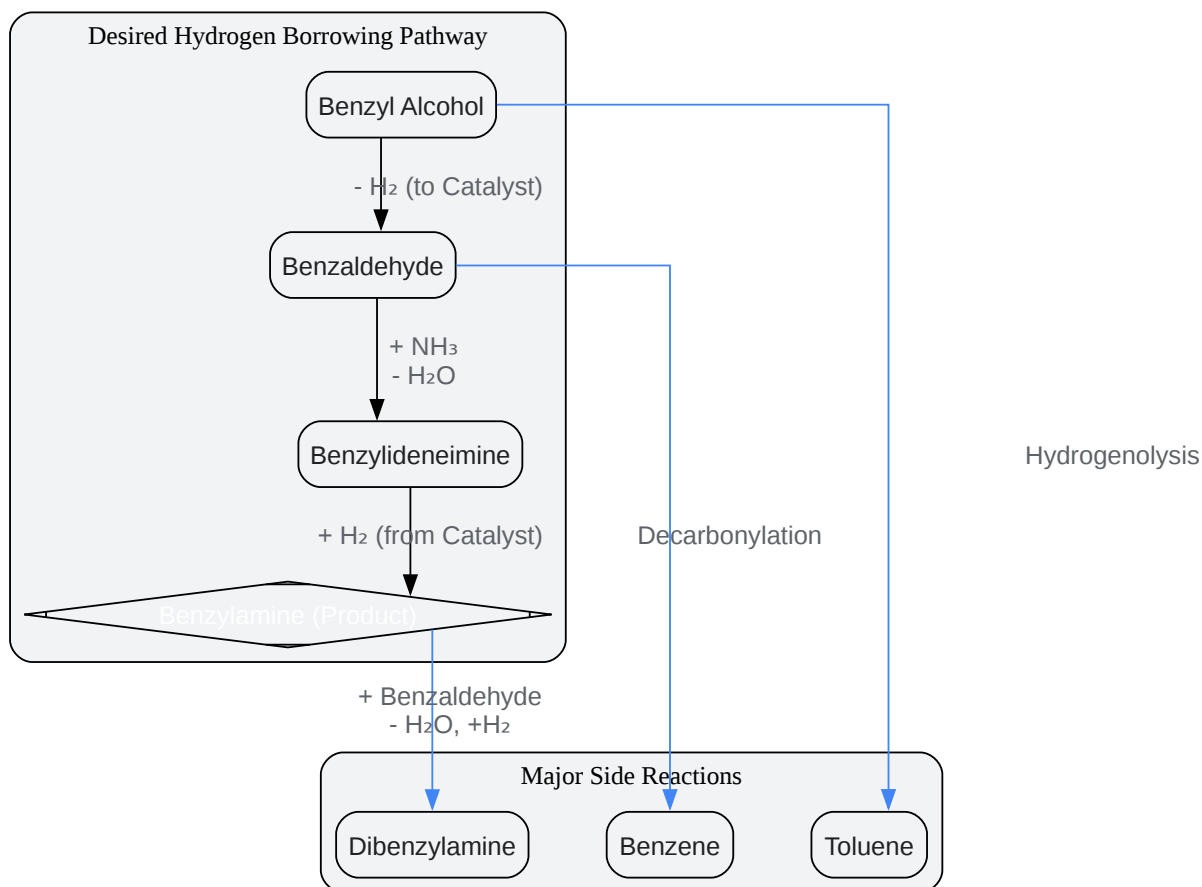 Desired Hydrogen Borrowing Pathway
Benzyl Alcohol
- H₂ (to Catalyst)
Benzaldehyde
+ NH₃
- H₂O
Benzylideneimine
Hydrogenolysis
+ H₂ (from Catalyst)
Decarbonylation
Benzylamine (Product)
+ Benzaldehyde
- H₂O, +H₂
Major Side Reactions
Dibenzylamine
Benzene
Toluene